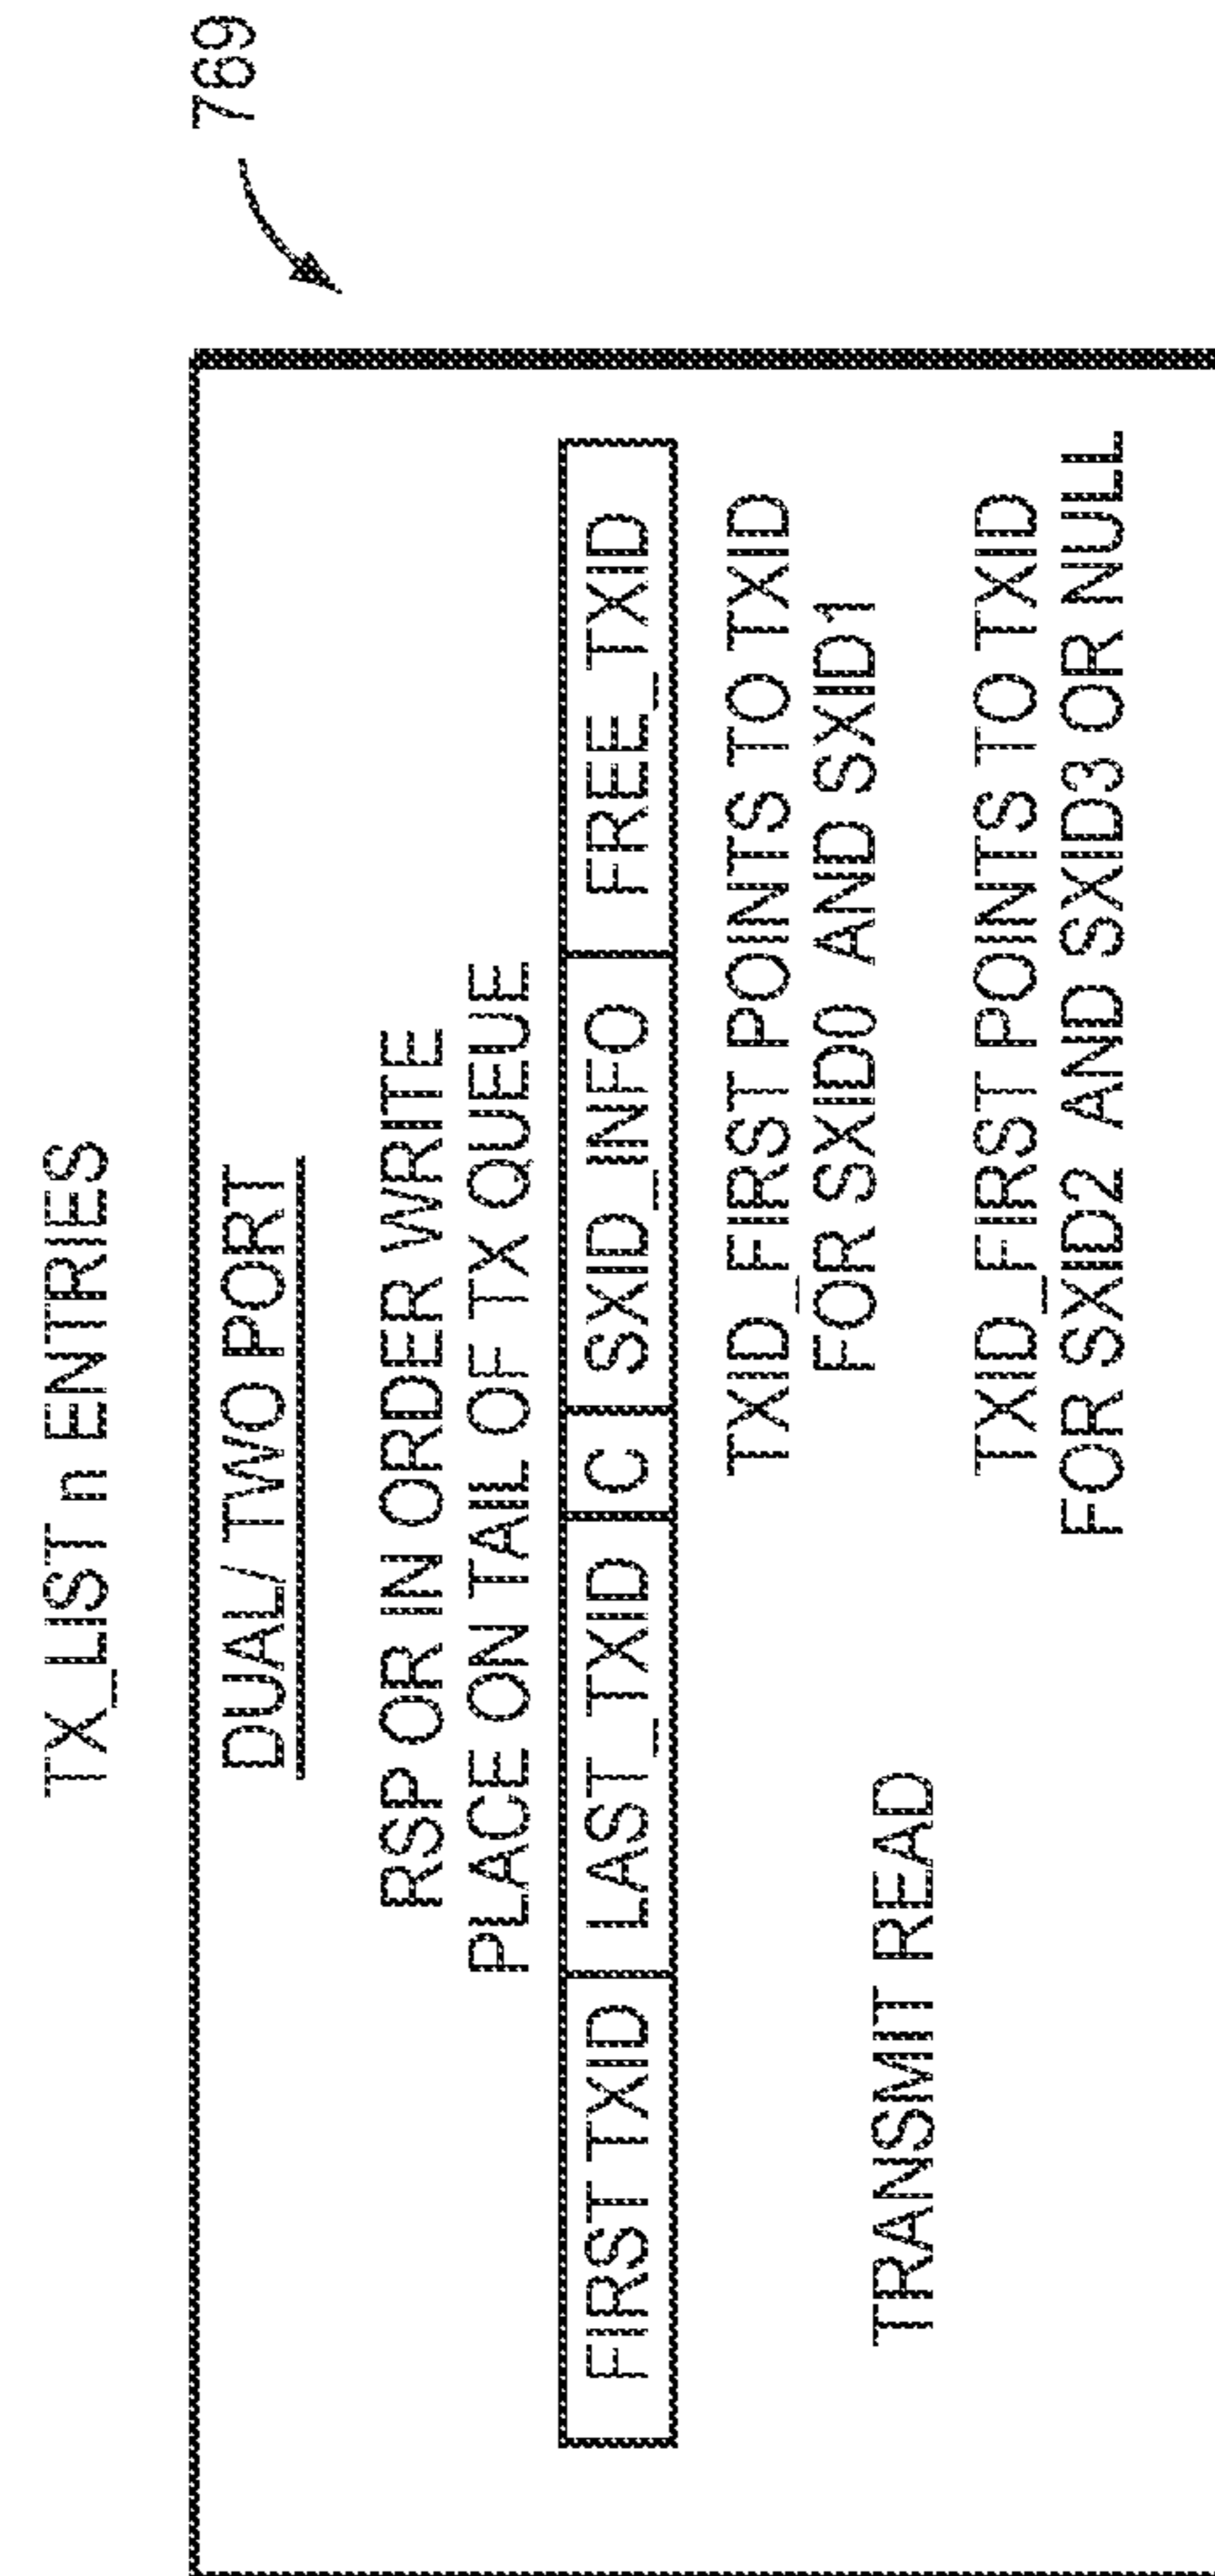 TX_LIST n ENTRIES
769
DUAL/ TWO PORT
RSP OR IN ORDER WRITE
PLACE ON TAIL OF TX QUEUE
FIRST TXID LAST_TXID C SXID_INFO FREE_TXID
TXID_FIRST POINTS TO TXID
FOR SXID0 AND SXID1
TRANSMIT READ
TXID_FIRST POINTS TO TXID
FOR SXID2 AND SXID3 OR NULL